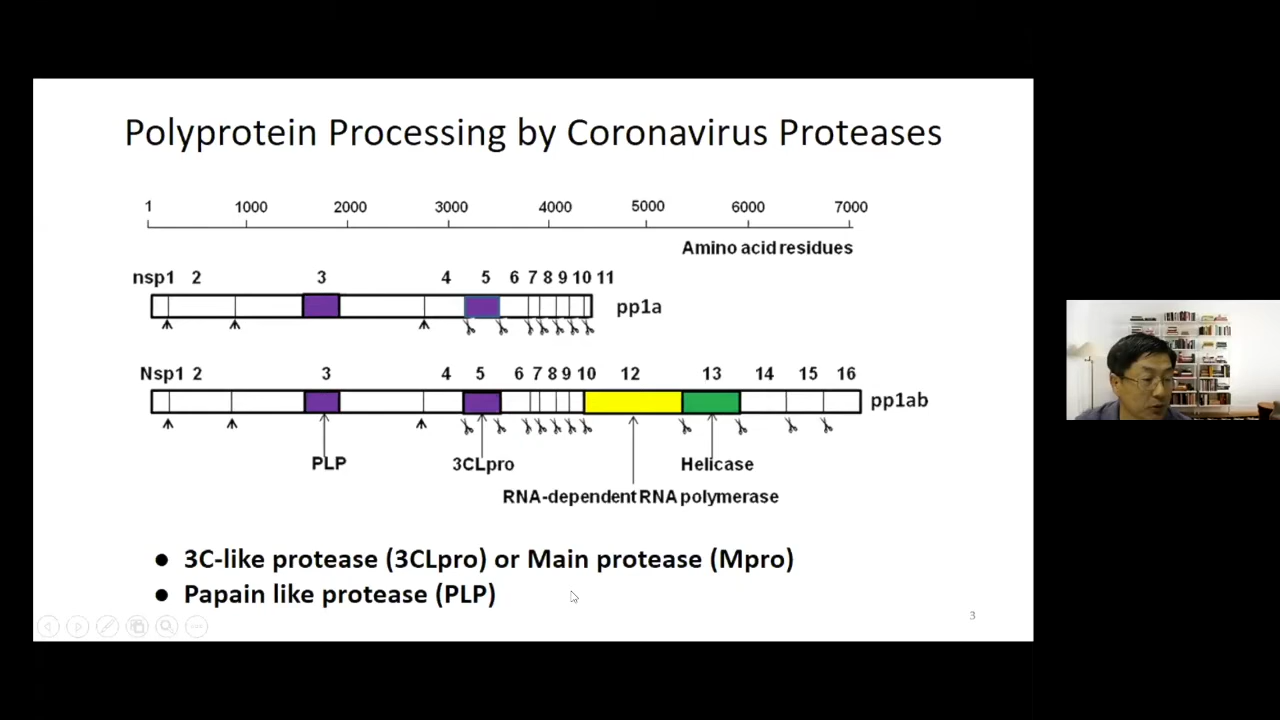 Polyprotein Processing by Coronavirus Proteases
1 1000 2000 3000 4000 5000 6000 7000
Amino acid residues
nsp1 2 3 4 5 6 7 8 9 10 11
pp1a
Nsp1 2 3 4 5 6 7 8 9 10 12 13 14 15 16
pp1ab
PLP 3CLpro Helicase
RNA-dependent RNA polymerase
● 3C-like protease (3CLpro) or Main protease (Mpro)
● Papain like protease (PLP)
3